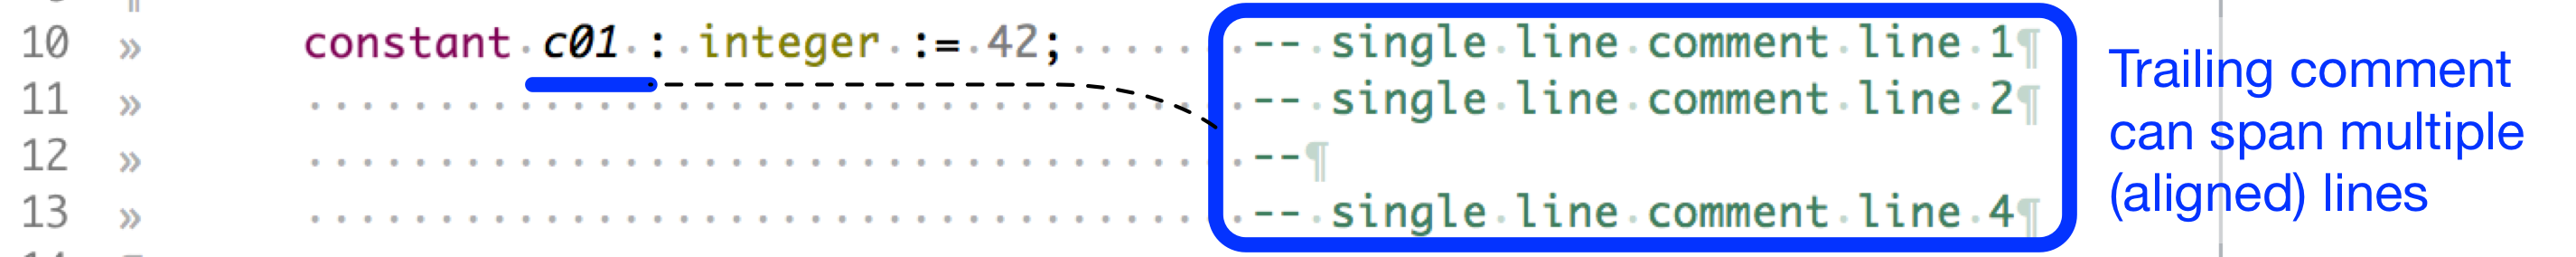 10 » constant c01 : integer := 42; -- single line comment line 1¶
11 » -- single line comment line 2¶
12 » --¶
13 » -- single line comment line 4¶
Trailing comment
can span multiple
(aligned) lines